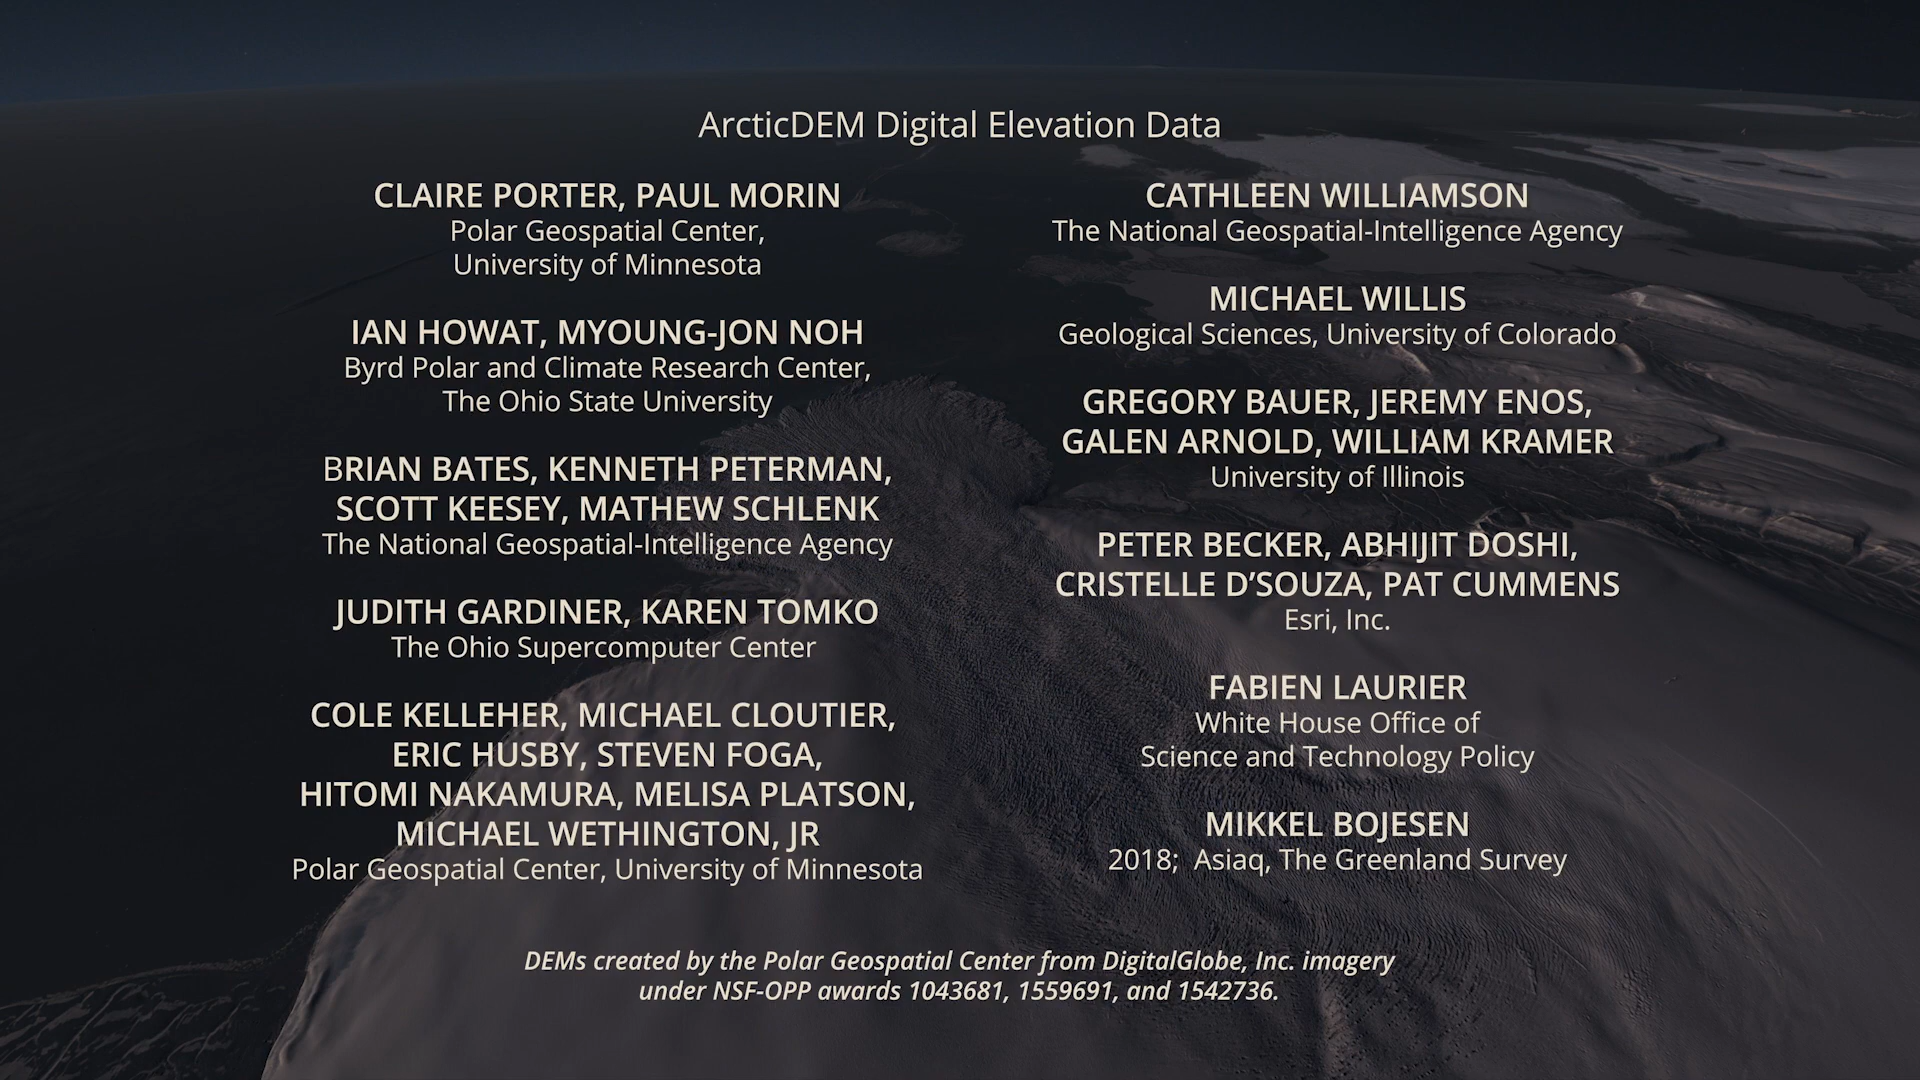 ArcticDEM Digital Elevation Data
CLAIRE PORTER, PAUL MORIN
Polar Geospatial Center,
University of Minnesota
IAN HOWAT, MYOUNG-JON NOH
Byrd Polar and Climate Research Center,
The Ohio State University
BRIAN BATES, KENNETH PETERMAN,
SCOTT KEESEY, MATHEW SCHLENK
The National Geospatial-Intelligence Agency
JUDITH GARDINER, KAREN TOMKO
The Ohio Supercomputer Center
COLE KELLEHER, MICHAEL CLOUTIER,
ERIC HUSBY, STEVEN FOGA,
HITOMI NAKAMURA, MELISA PLATSON,
MICHAEL WETHINGTON, JR
Polar Geospatial Center, University of Minnesota
CATHLEEN WILLIAMSON
The National Geospatial-Intelligence Agency
MICHAEL WILLIS
Geological Sciences, University of Colorado
GREGORY BAUER, JEREMY ENOS,
GALEN ARNOLD, WILLIAM KRAMER
University of Illinois
PETER BECKER, ABHIJIT DOSHI,
CRISTELLE D’SOUZA, PAT CUMMENS
Esri, Inc.
FABIEN LAURIER
White House Office of
Science and Technology Policy
MIKKEL BOJESEN
2018;  Asiaq, The Greenland Survey
DEMs created by the Polar Geospatial Center from DigitalGlobe, Inc. imagery
under NSF-OPP awards 1043681, 1559691, and 1542736.